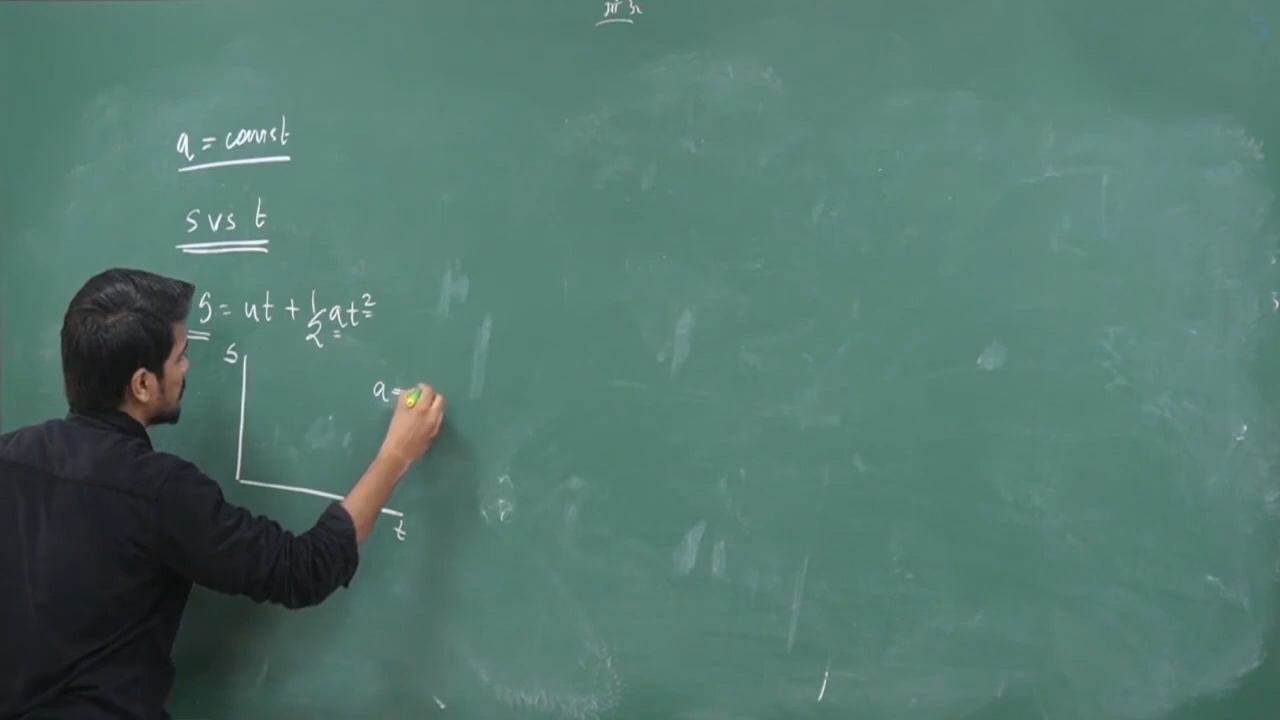 a = const
s vs t
S = ut + 1/2 at²
s
a =
t